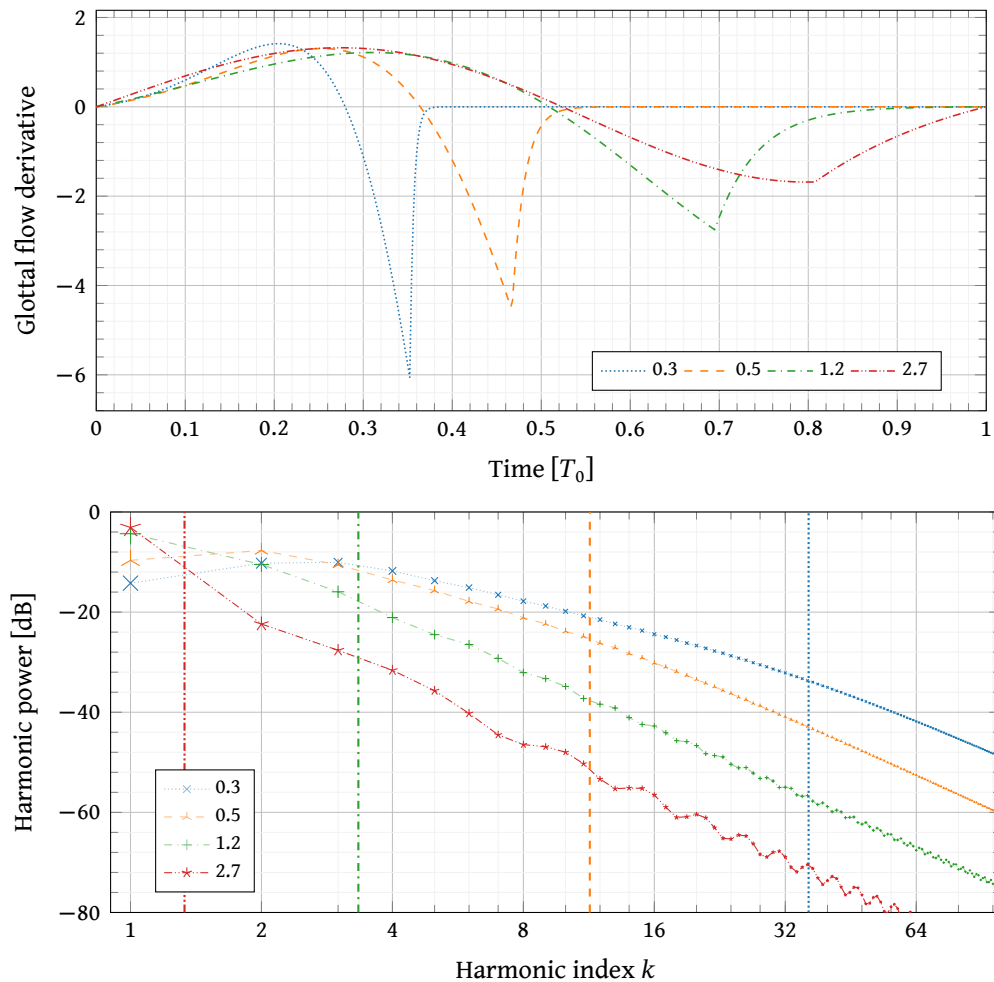 2
0
−2
−4
−6
Glottal flow derivative
0.3 0.5 1.2 2.7
0 0.1 0.2 0.3 0.4 0.5 0.6 0.7 0.8 0.9 1
Time [T₀]
0
−20
−40
−60
−80
Harmonic power [dB]
0.3
0.5
1.2
2.7
1 2 4 8 16 32 64
Harmonic index k